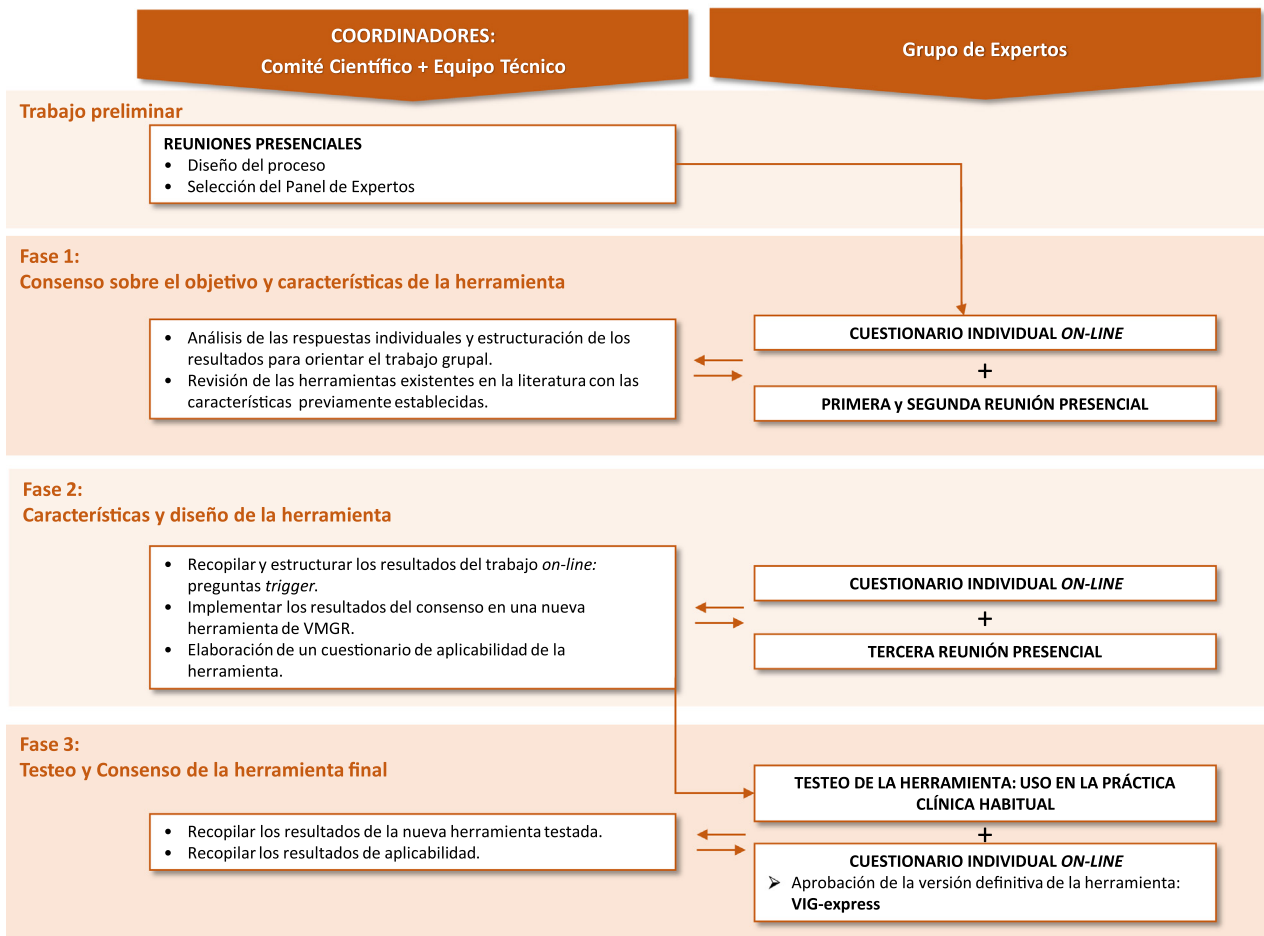 COORDINADORES:
Comité Científico + Equipo Técnico
Grupo de Expertos
Trabajo preliminar
REUNIONES PRESENCIALES
• Diseño del proceso
• Selección del Panel de Expertos
Fase 1:
Consenso sobre el objetivo y características de la herramienta
• Análisis de las respuestas individuales y estructuración de los
resultados para orientar el trabajo grupal.
• Revisión de las herramientas existentes en la literatura con las
características previamente establecidas.
CUESTIONARIO INDIVIDUAL ON-LINE
+
PRIMERA y SEGUNDA REUNIÓN PRESENCIAL
Fase 2:
Características y diseño de la herramienta
• Recopilar y estructurar los resultados del trabajo on-line:
preguntas trigger.
• Implementar los resultados del consenso en una nueva
herramienta de VMGR.
• Elaboración de un cuestionario de aplicabilidad de la
herramienta.
CUESTIONARIO INDIVIDUAL ON-LINE
+
TERCERA REUNIÓN PRESENCIAL
Fase 3:
Testeo y Consenso de la herramienta final
• Recopilar los resultados de la nueva herramienta testada.
• Recopilar los resultados de aplicabilidad.
TESTEO DE LA HERRAMIENTA: USO EN LA PRÁCTICA
CLÍNICA HABITUAL
+
CUESTIONARIO INDIVIDUAL ON-LINE
➢ Aprobación de la versión definitiva de la herramienta:
VIG-express